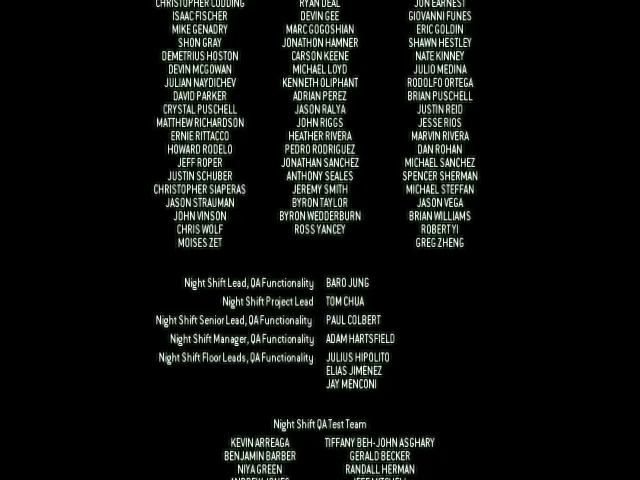 CHRISTOPHER CODDING RYAN DEAL JON EARNEST
ISAAC FISCHER DEVIN GEE GIOVANNI FUNES
MIKE GENADRY MARC GOGOSHIAN ERIC GOLDIN
SHON GRAY JONATHON HAMNER SHAWN HESTLEY
DEMETRIUS HOSTON CARSON KEENE NATE KINNEY
DEVIN MCGOWAN MICHAEL LOYD JULIO MEDINA
JULIAN NAYDICHEV KENNETH OLIPHANT RODOLFO ORTEGA
DAVID PARKER ADRIAN PEREZ BRIAN PUSCHELL
CRYSTAL PUSCHELL JASON RALYA JUSTIN REID
MATTHEW RICHARDSON JOHN RIGGS JESSE RIOS
ERNIE RITTACCO HEATHER RIVERA MARVIN RIVERA
HOWARD RODELO PEDRO RODRIGUEZ DAN ROHAN
JEFF ROPER JONATHAN SANCHEZ MICHAEL SANCHEZ
JUSTIN SCHUBER ANTHONY SEALES SPENCER SHERMAN
CHRISTOPHER SIAPERAS JEREMY SMITH MICHAEL STEFFAN
JASON STRAUMAN BYRON TAYLOR JASON VEGA
JOHN VINSON BYRON WEDDERBURN BRIAN WILLIAMS
CHRIS WOLF ROSS YANCEY ROBERT YI
MOISES ZET GREG ZHENG
Night Shift Lead, QA Functionality BARO JUNG
Night Shift Project Lead TOM CHUA
Night Shift Senior Lead, QA Functionality PAUL COLBERT
Night Shift Manager, QA Functionality ADAM HARTSFIELD
Night Shift Floor Leads, QA Functionality JULIUS HIPOLITO
ELIAS JIMENEZ
JAY MENCONI
Night Shift QA Test Team
KEVIN ARREAGA TIFFANY BEH-JOHN ASGHARY
BENJAMIN BARBER GERALD BECKER
NIYA GREEN RANDALL HERMAN